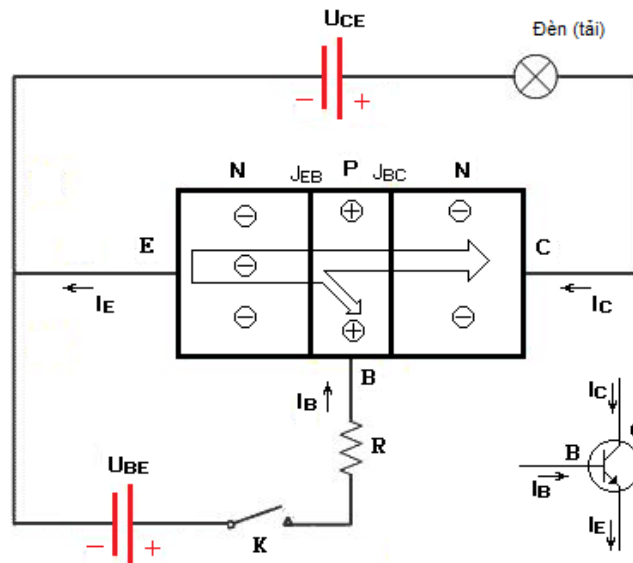 UCE
Đèn (tải)
− +
N JEB P JBC N
E C
IE IC
B
IB
R
UBE
− +
K
IC
B
IB
IE